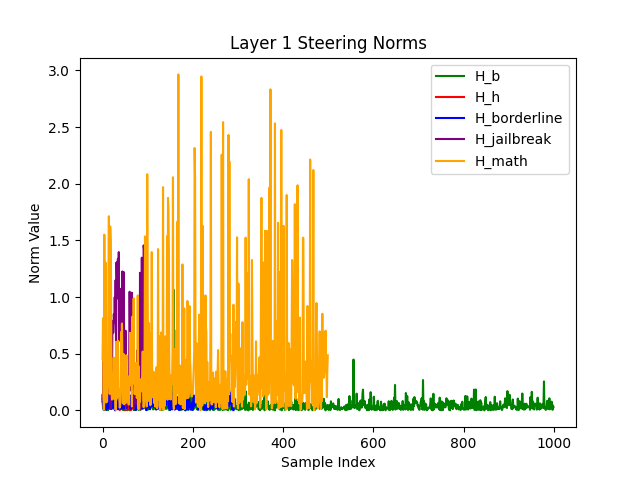 Layer 1 Steering Norms
H_b
H_h
H_borderline
H_jailbreak
H_math
Norm Value
3.0
2.5
2.0
1.5
1.0
0.5
0.0
0
200
400
600
800
1000
Sample Index